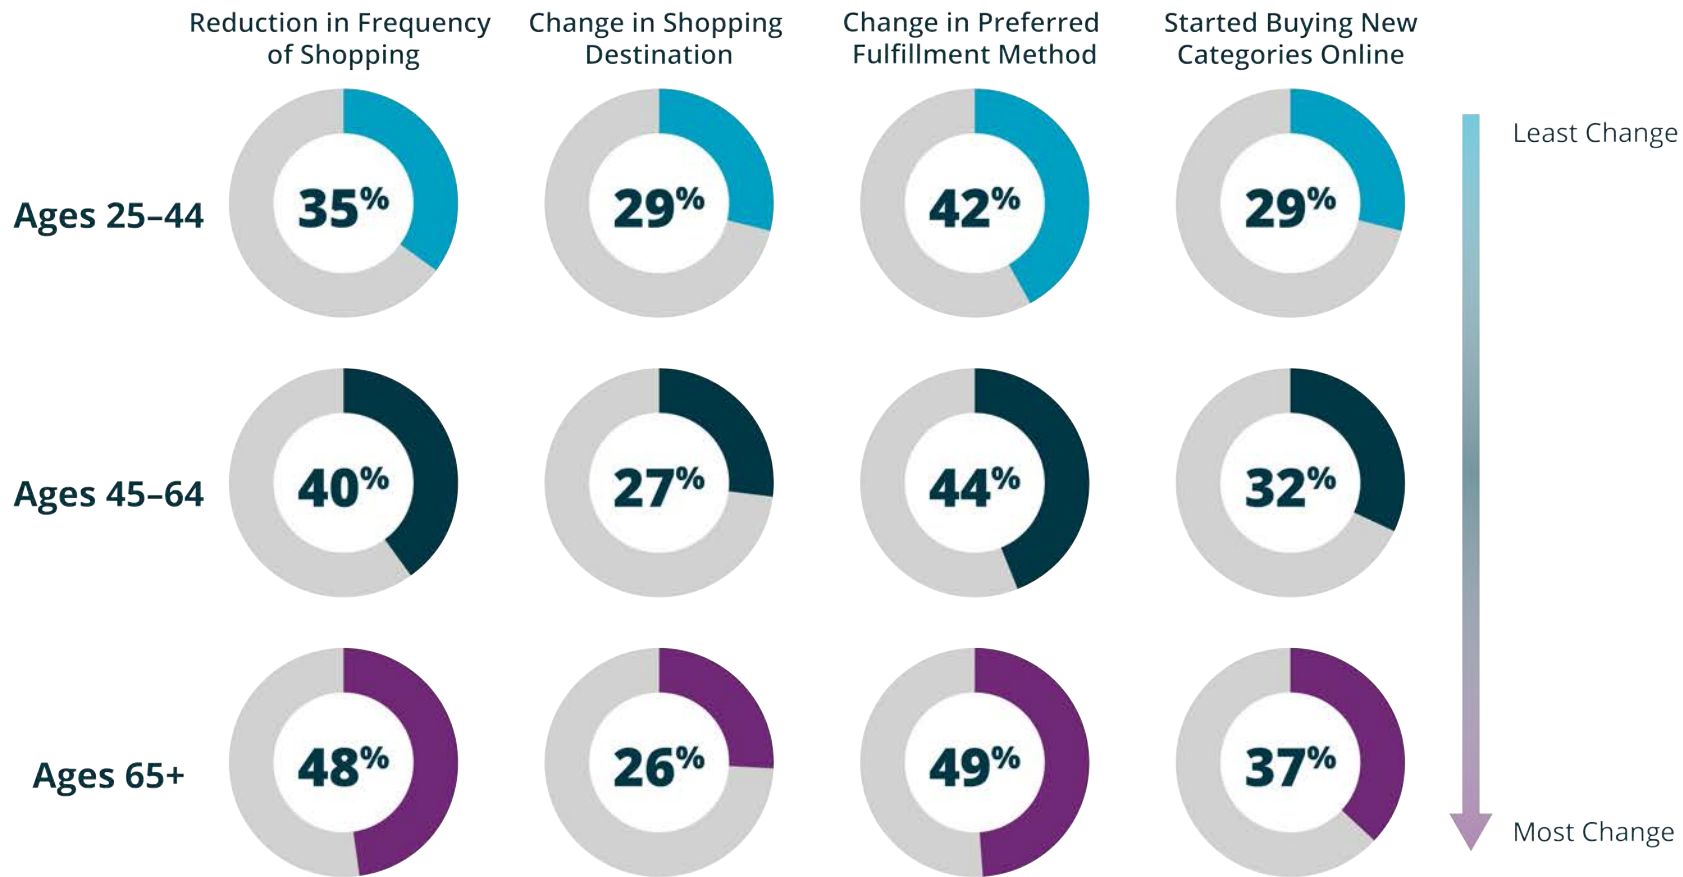 Reduction in Frequency
of Shopping
Change in Shopping
Destination
Change in Preferred
Fulfillment Method
Started Buying New
Categories Online
Ages 25–44
35%
29%
42%
29%
Least Change
Ages 45–64
40%
27%
44%
32%
Ages 65+
48%
26%
49%
37%
Most Change